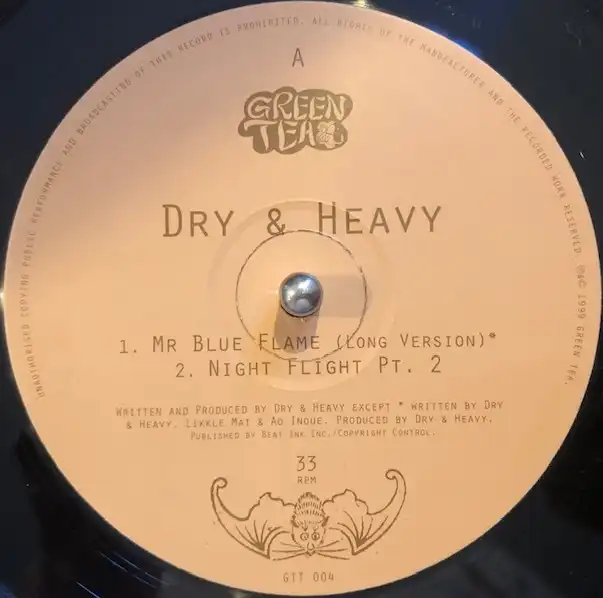 UNAUTHORISED COPYING PUBLIC PERFORMANCE AND BROADCASTING OF THIS RECORD IS PROHIBITED. ALL RIGHTS OF THE MANUFACTURER AND THE RECORDED WORK RESERVED. ℗&© 1999 GREEN TEA.
A
GREEN
TEA
DRY & HEAVY
1. MR BLUE FLAME (LONG VERSION)*
2. NIGHT FLIGHT PT. 2
WRITTEN AND PRODUCED BY DRY & HEAVY EXCEPT * WRITTEN BY DRY
& HEAVY, LIKKLE MAI & AO INOUE. PRODUCED BY DRY & HEAVY.
PUBLISHED BY BEAT INK INC./COPYRIGHT CONTROL.
33
RPM
GTT 004